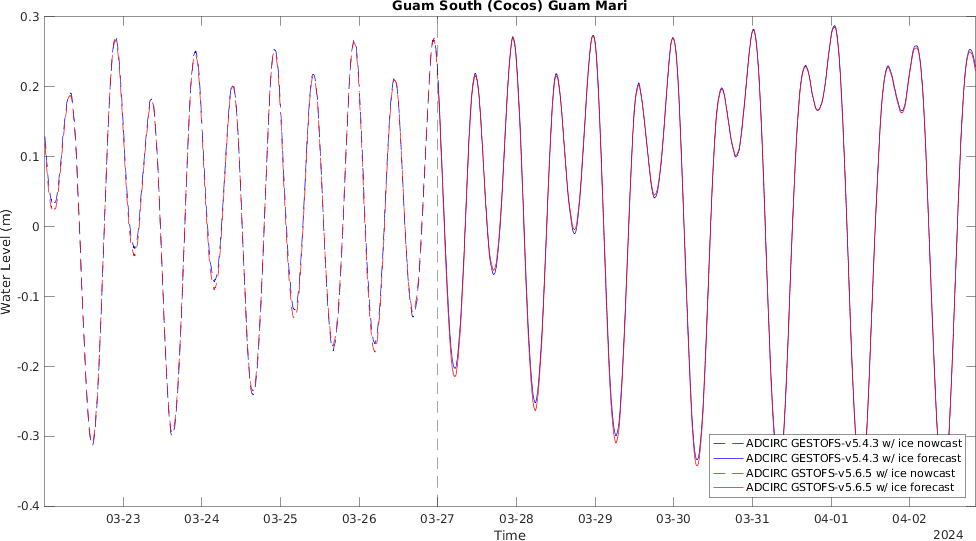 Guam South (Cocos) Guam Mari
0.3
0.2
0.1
0
-0.1
-0.2
-0.3
-0.4
Water Level (m)
ADCIRC GESTOFS-v5.4.3 w/ ice nowcast
ADCIRC GESTOFS-v5.4.3 w/ ice forecast
ADCIRC GSTOFS-v5.6.5 w/ ice nowcast
ADCIRC GSTOFS-v5.6.5 w/ ice forecast
03-23 03-24 03-25 03-26 03-27 03-28 03-29 03-30 03-31 04-01 04-02
Time
2024